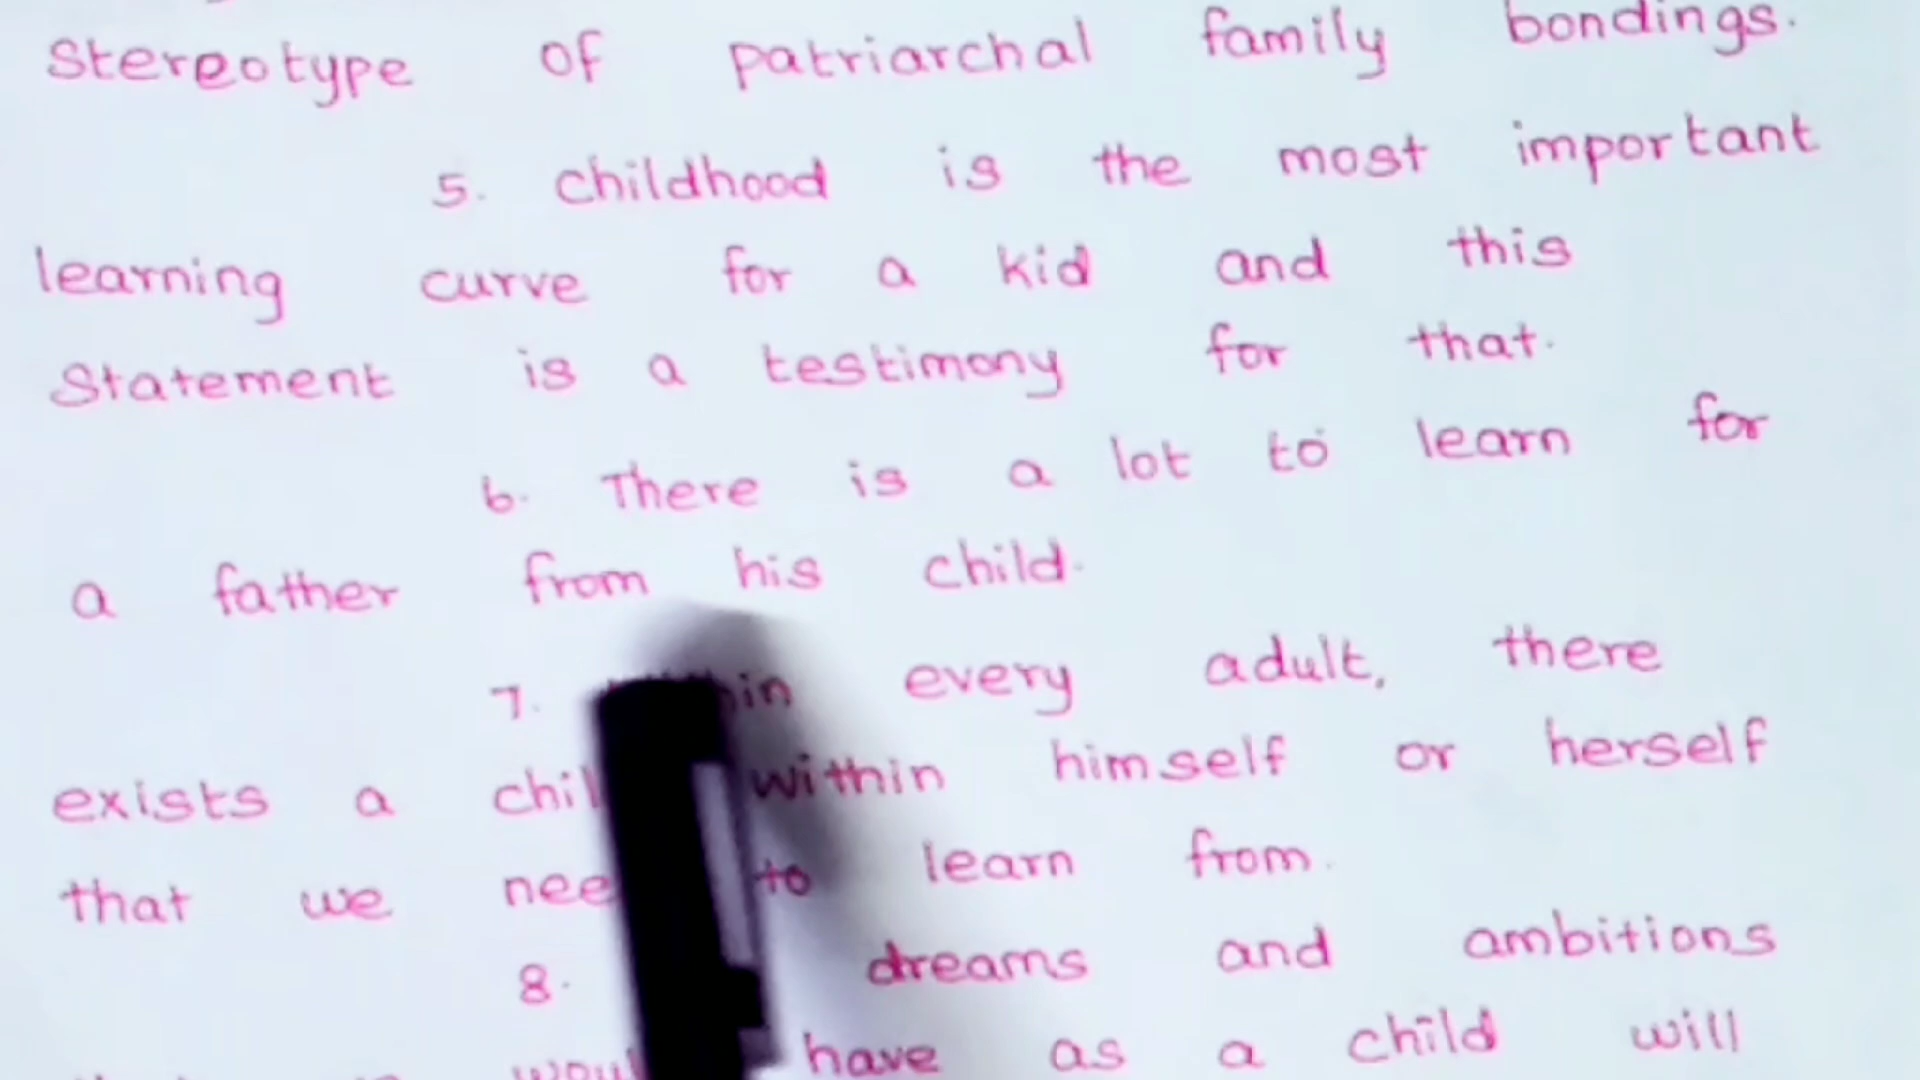 Stereotype of patriarchal family bondings.
5. Childhood is the most important
learning curve for a kid and this
Statement is a testimony for that.
6. There is a lot to learn for
a father from his child.
7. every adult, there
exists a within himself or herself
that we to learn from.
8. dreams and ambitions
have as a child will